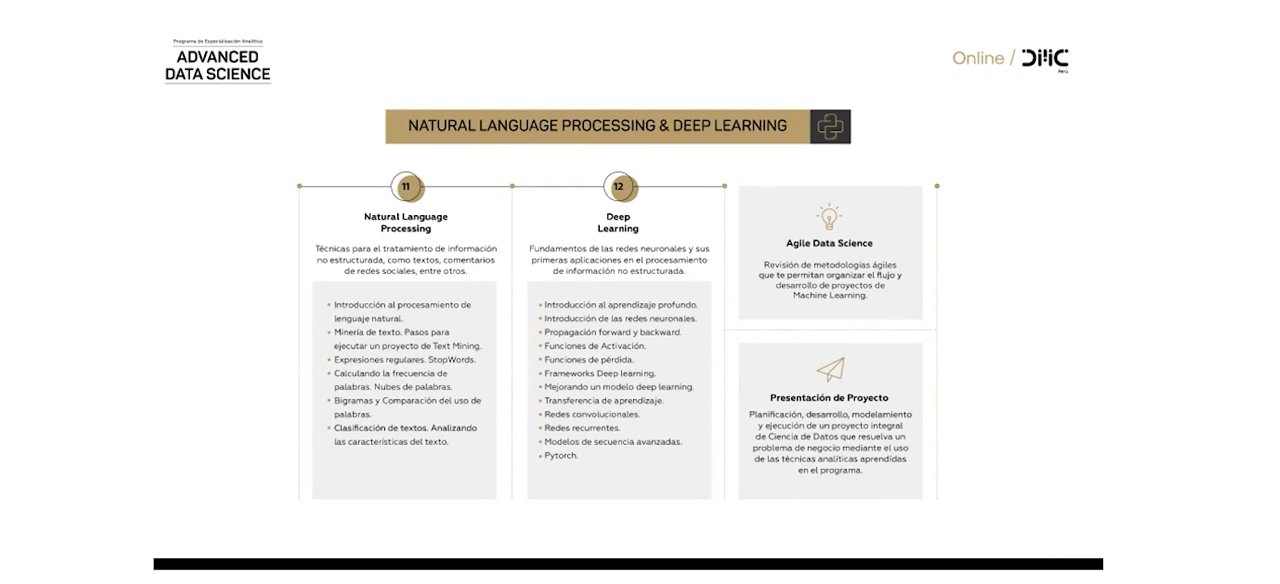 Programa de Especialización Analítica
ADVANCED
DATA SCIENCE
Online / DMC
Perú
NATURAL LANGUAGE PROCESSING & DEEP LEARNING
11
Natural Language
Processing
Técnicas para el tratamiento de información
no estructurada, como textos, comentarios
de redes sociales, entre otros.
• Introducción al procesamiento de
lenguaje natural.
• Minería de texto. Pasos para
ejecutar un proyecto de Text Mining.
• Expresiones regulares. StopWords.
• Calculando la frecuencia de
palabras. Nubes de palabras.
• Bigramas y Comparación del uso de
palabras.
• Clasificación de textos. Analizando
las características del texto.
12
Deep
Learning
Fundamentos de las redes neuronales y sus
primeras aplicaciones en el procesamiento
de información no estructurada.
• Introducción al aprendizaje profundo.
• Introducción de las redes neuronales.
• Propagación forward y backward.
• Funciones de Activación.
• Funciones de pérdida.
• Frameworks Deep learning.
• Mejorando un modelo deep learning.
• Transferencia de aprendizaje.
• Redes convolucionales.
• Redes recurrentes.
• Modelos de secuencia avanzadas.
• Pytorch.
Agile Data Science
Revisión de metodologías ágiles
que te permitan organizar el flujo y
desarrollo de proyectos de
Machine Learning.
Presentación de Proyecto
Planificación, desarrollo, modelamiento
y ejecución de un proyecto integral
de Ciencia de Datos que resuelva un
problema de negocio mediante el uso
de las técnicas analíticas aprendidas
en el programa.